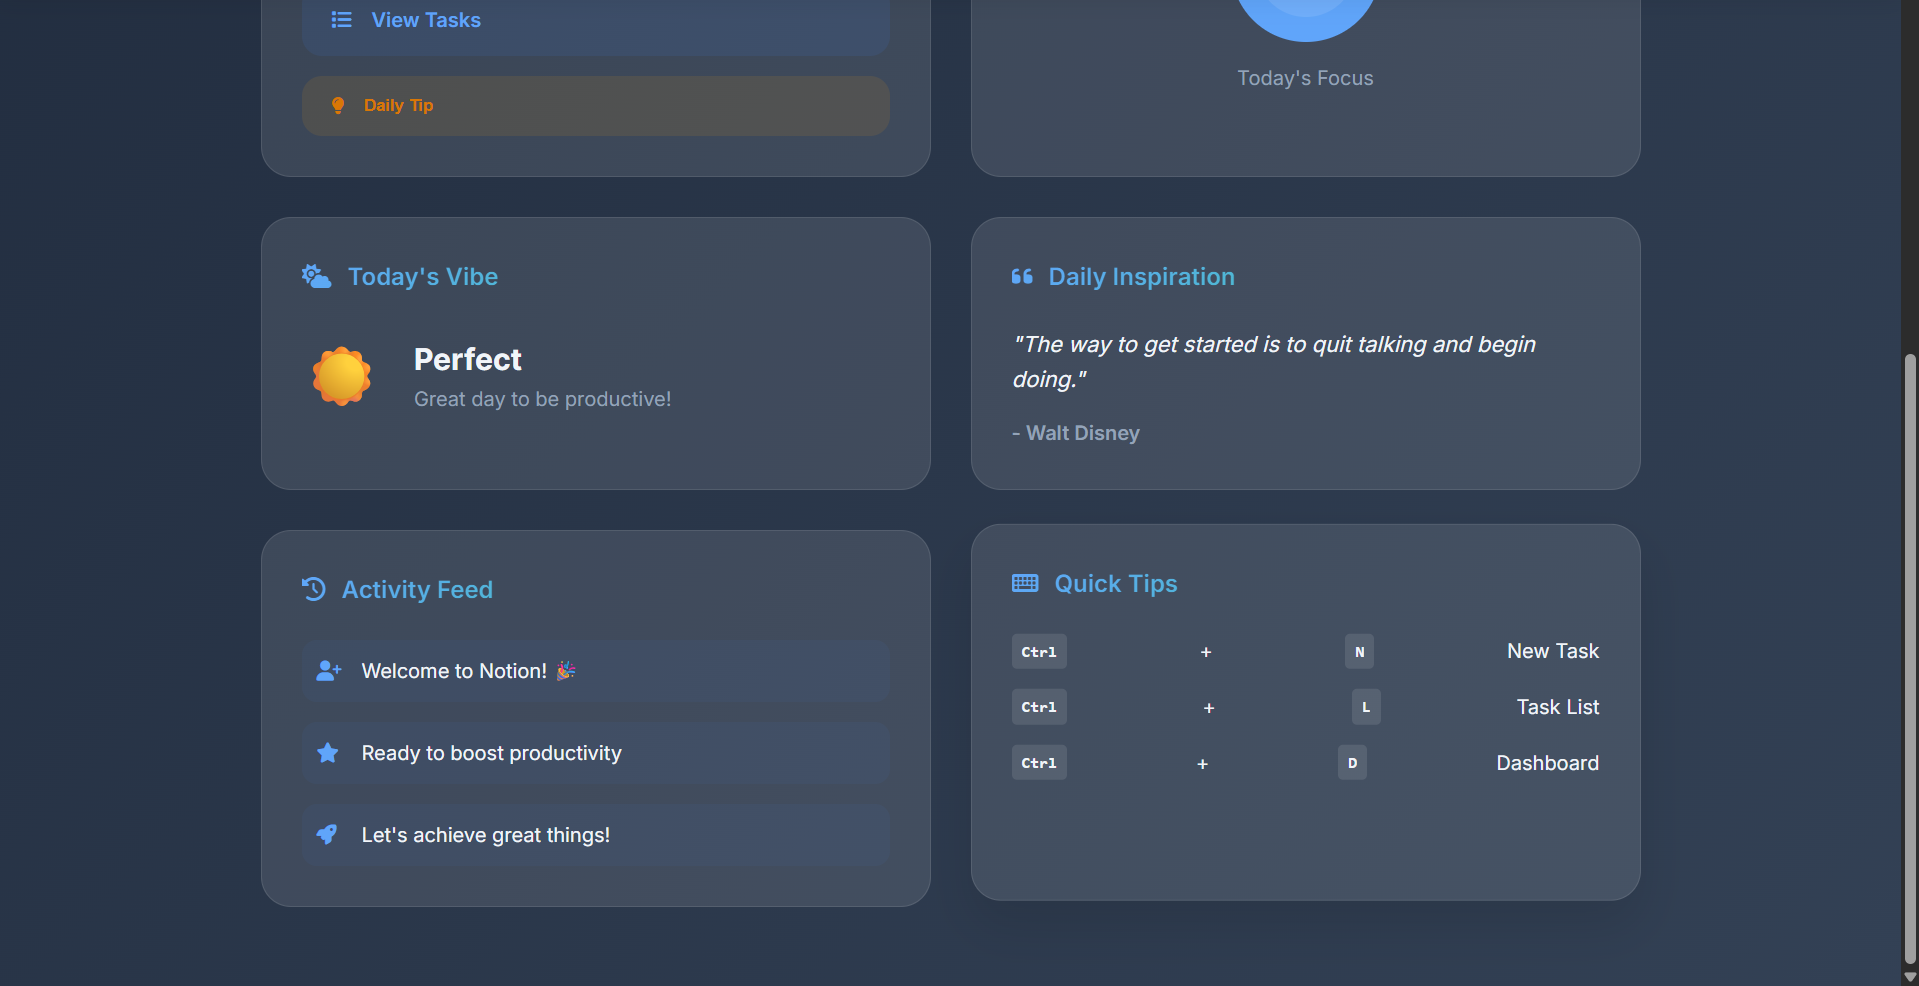 View Tasks
Daily Tip
Today's Focus
Today's Vibe
Perfect
Great day to be productive!
Daily Inspiration
"The way to get started is to quit talking and begin
doing."
- Walt Disney
Activity Feed
Welcome to Notion! 🎉
Ready to boost productivity
Let's achieve great things!
Quick Tips
Ctrl + N New Task
Ctrl + L Task List
Ctrl + D Dashboard